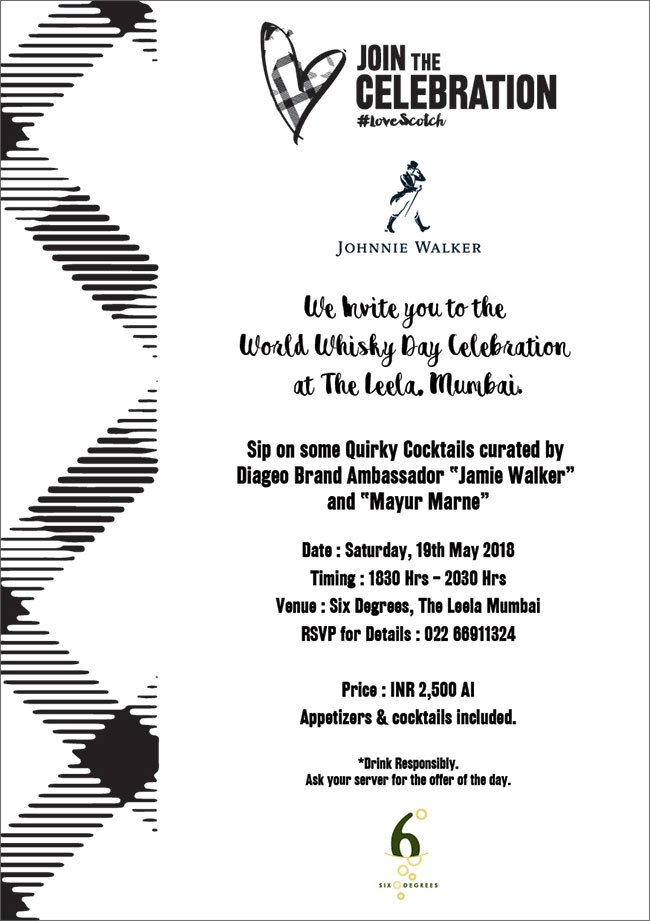 JOIN THE
CELEBRATION
#LoveScotch
JOHNNIE WALKER
We Invite you to the
World Whisky Day Celebration
at The Leela, Mumbai.
Sip on some Quirky Cocktails curated by
Diageo Brand Ambassador "Jamie Walker"
and "Mayur Marne"
Date : Saturday, 19th May 2018
Timing : 1830 Hrs - 2030 Hrs
Venue : Six Degrees, The Leela Mumbai
RSVP for Details : 022 66911324
Price : INR 2,500 AI
Appetizers & cocktails included.
*Drink Responsibly.
Ask your server for the offer of the day.
6
SIX DEGREES